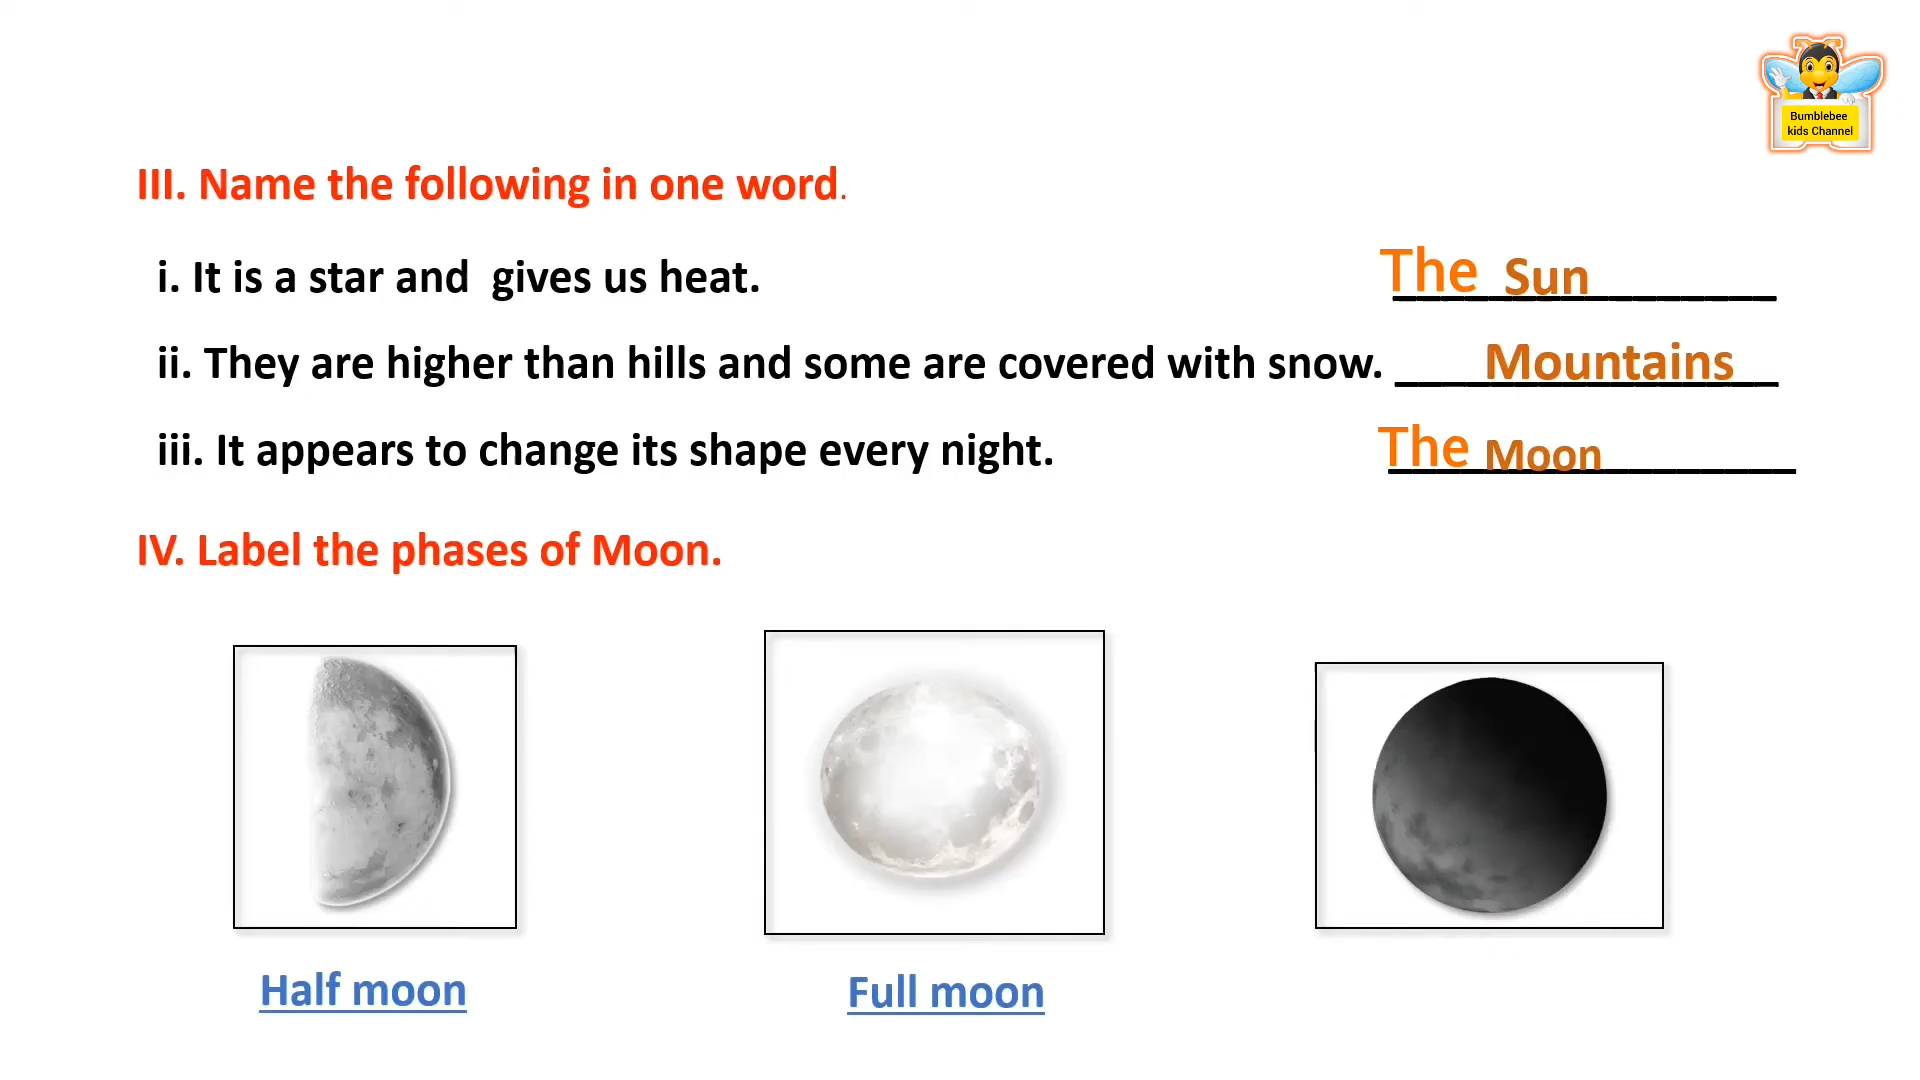 Bumblebee
kids Channel
III. Name the following in one word.
i. It is a star and gives us heat. The Sun
ii. They are higher than hills and some are covered with snow. Mountains
iii. It appears to change its shape every night. The Moon
IV. Label the phases of Moon.
Half moon Full moon